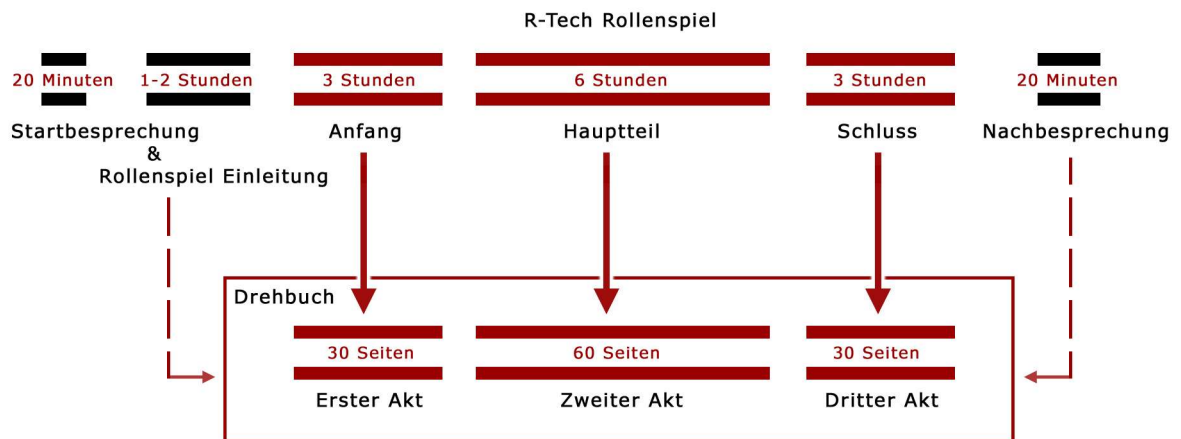 R-Tech Rollenspiel
20 Minuten 1-2 Stunden 3 Stunden 6 Stunden 3 Stunden 20 Minuten
Startbesprechung Anfang Hauptteil Schluss Nachbesprechung
&
Rollenspiel Einleitung
Drehbuch
30 Seiten 60 Seiten 30 Seiten
Erster Akt Zweiter Akt Dritter Akt